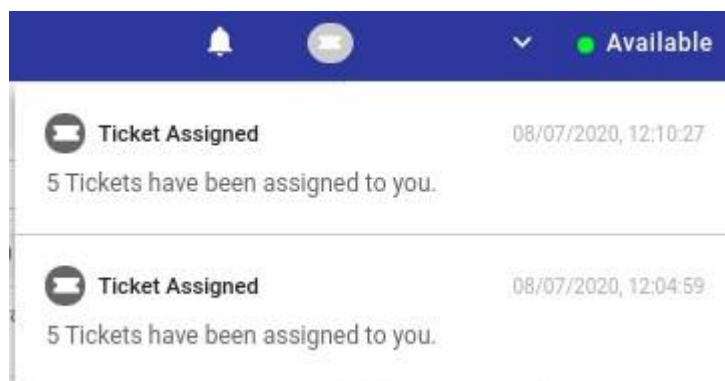 Available
Ticket Assigned 08/07/2020, 12:10:27
5 Tickets have been assigned to you.
Ticket Assigned 08/07/2020, 12:04:59
5 Tickets have been assigned to you.